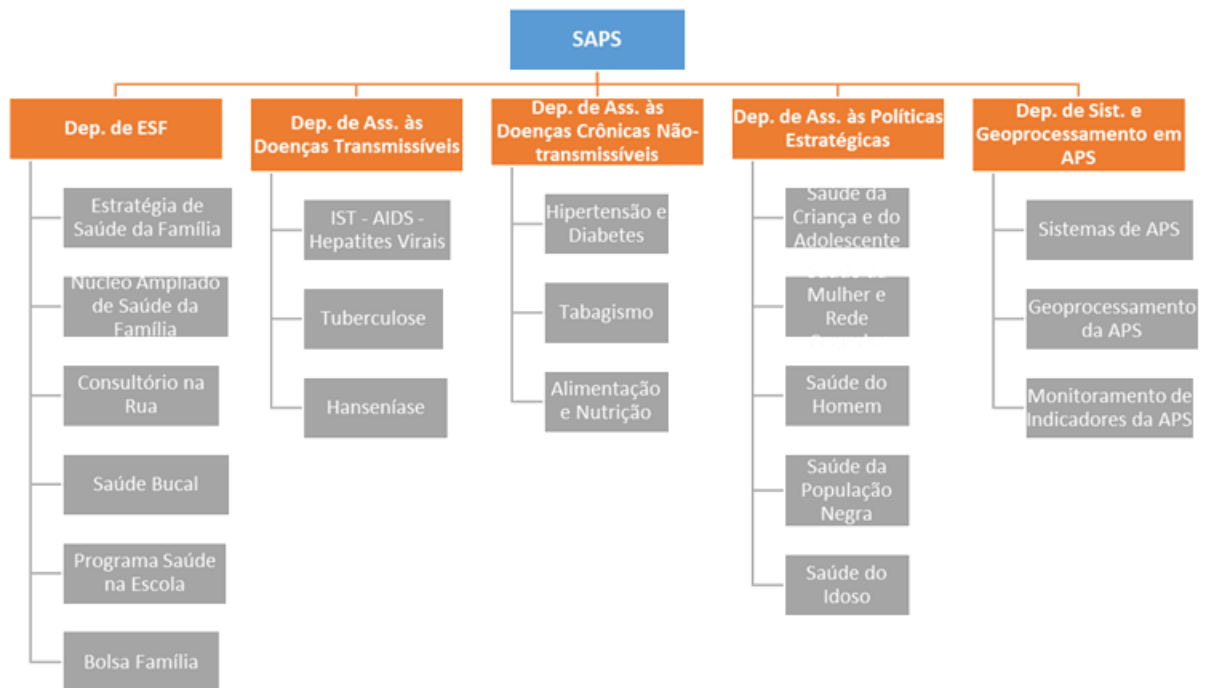 SAPS
Dep. de ESF
Estratégia de
Saúde da Família
Núcleo Ampliado
de Saúde da
Família
Consultório na
Rua
Saúde Bucal
Programa Saúde
na Escola
Bolsa Família
Dep. de Ass. às
Doenças Transmissíveis
IST - AIDS -
Hepatites Virais
Tuberculose
Hanseníase
Dep. de Ass. às
Doenças Crônicas Não-
transmissíveis
Hipertensão e
Diabetes
Tabagismo
Alimentação
e Nutrição
Dep. de Ass. às Políticas
Estratégicas
Saúde da
Criança e do
Adolescente
Mulher e
Rede
Saúde do
Homem
Saúde da
População
Negra
Saúde do
Idoso
Dep. de Sist. e
Geoprocessamento em
APS
Sistemas de APS
Geoprocessamento
da APS
Monitoramento de
Indicadores da APS